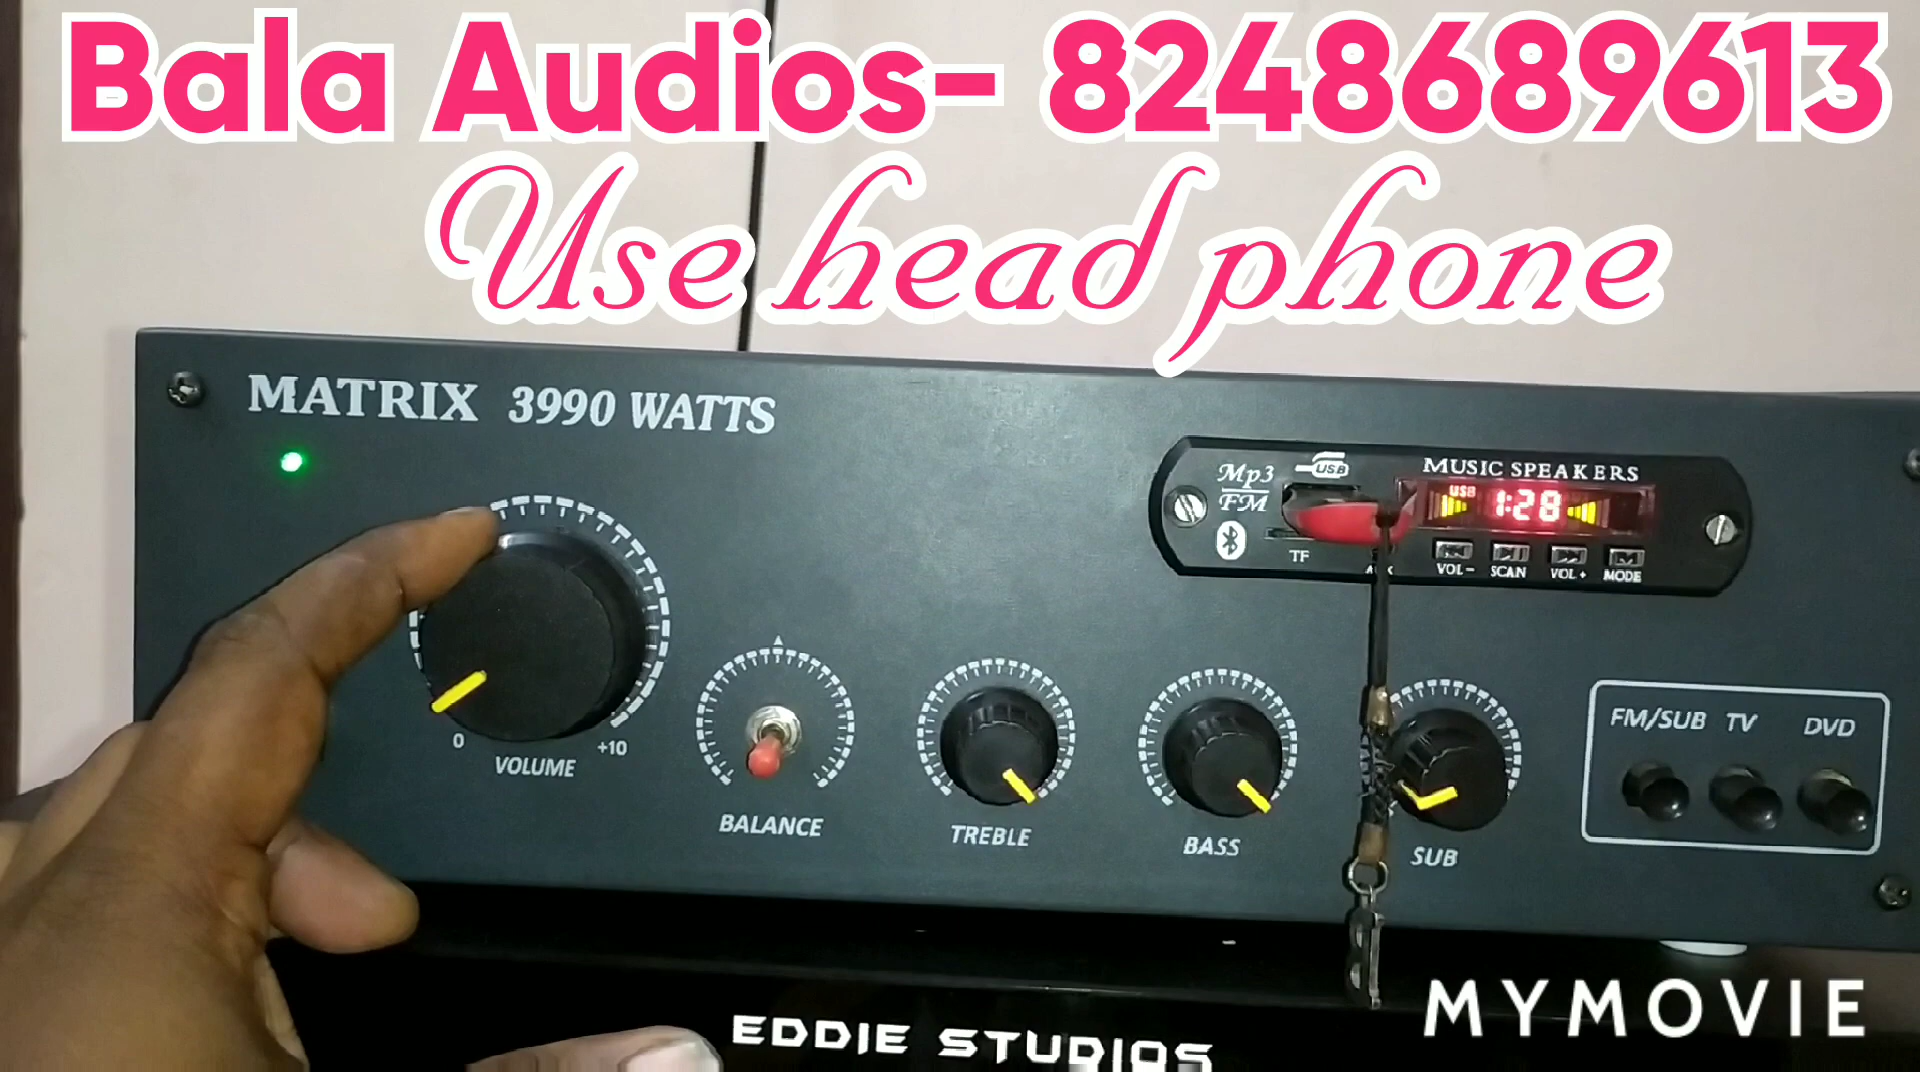 Bala Audios- 8248689613
Use head phone
MATRIX 3990 WATTS
Mp3
FM
USB
TF
MUSIC SPEAKERS
USB
1:28
VOL -
SCAN
VOL +
MODE
0
+10
VOLUME
BALANCE
TREBLE
BASS
SUB
FM/SUB TV DVD
MYMOVIE
EDDIE STUDIOS